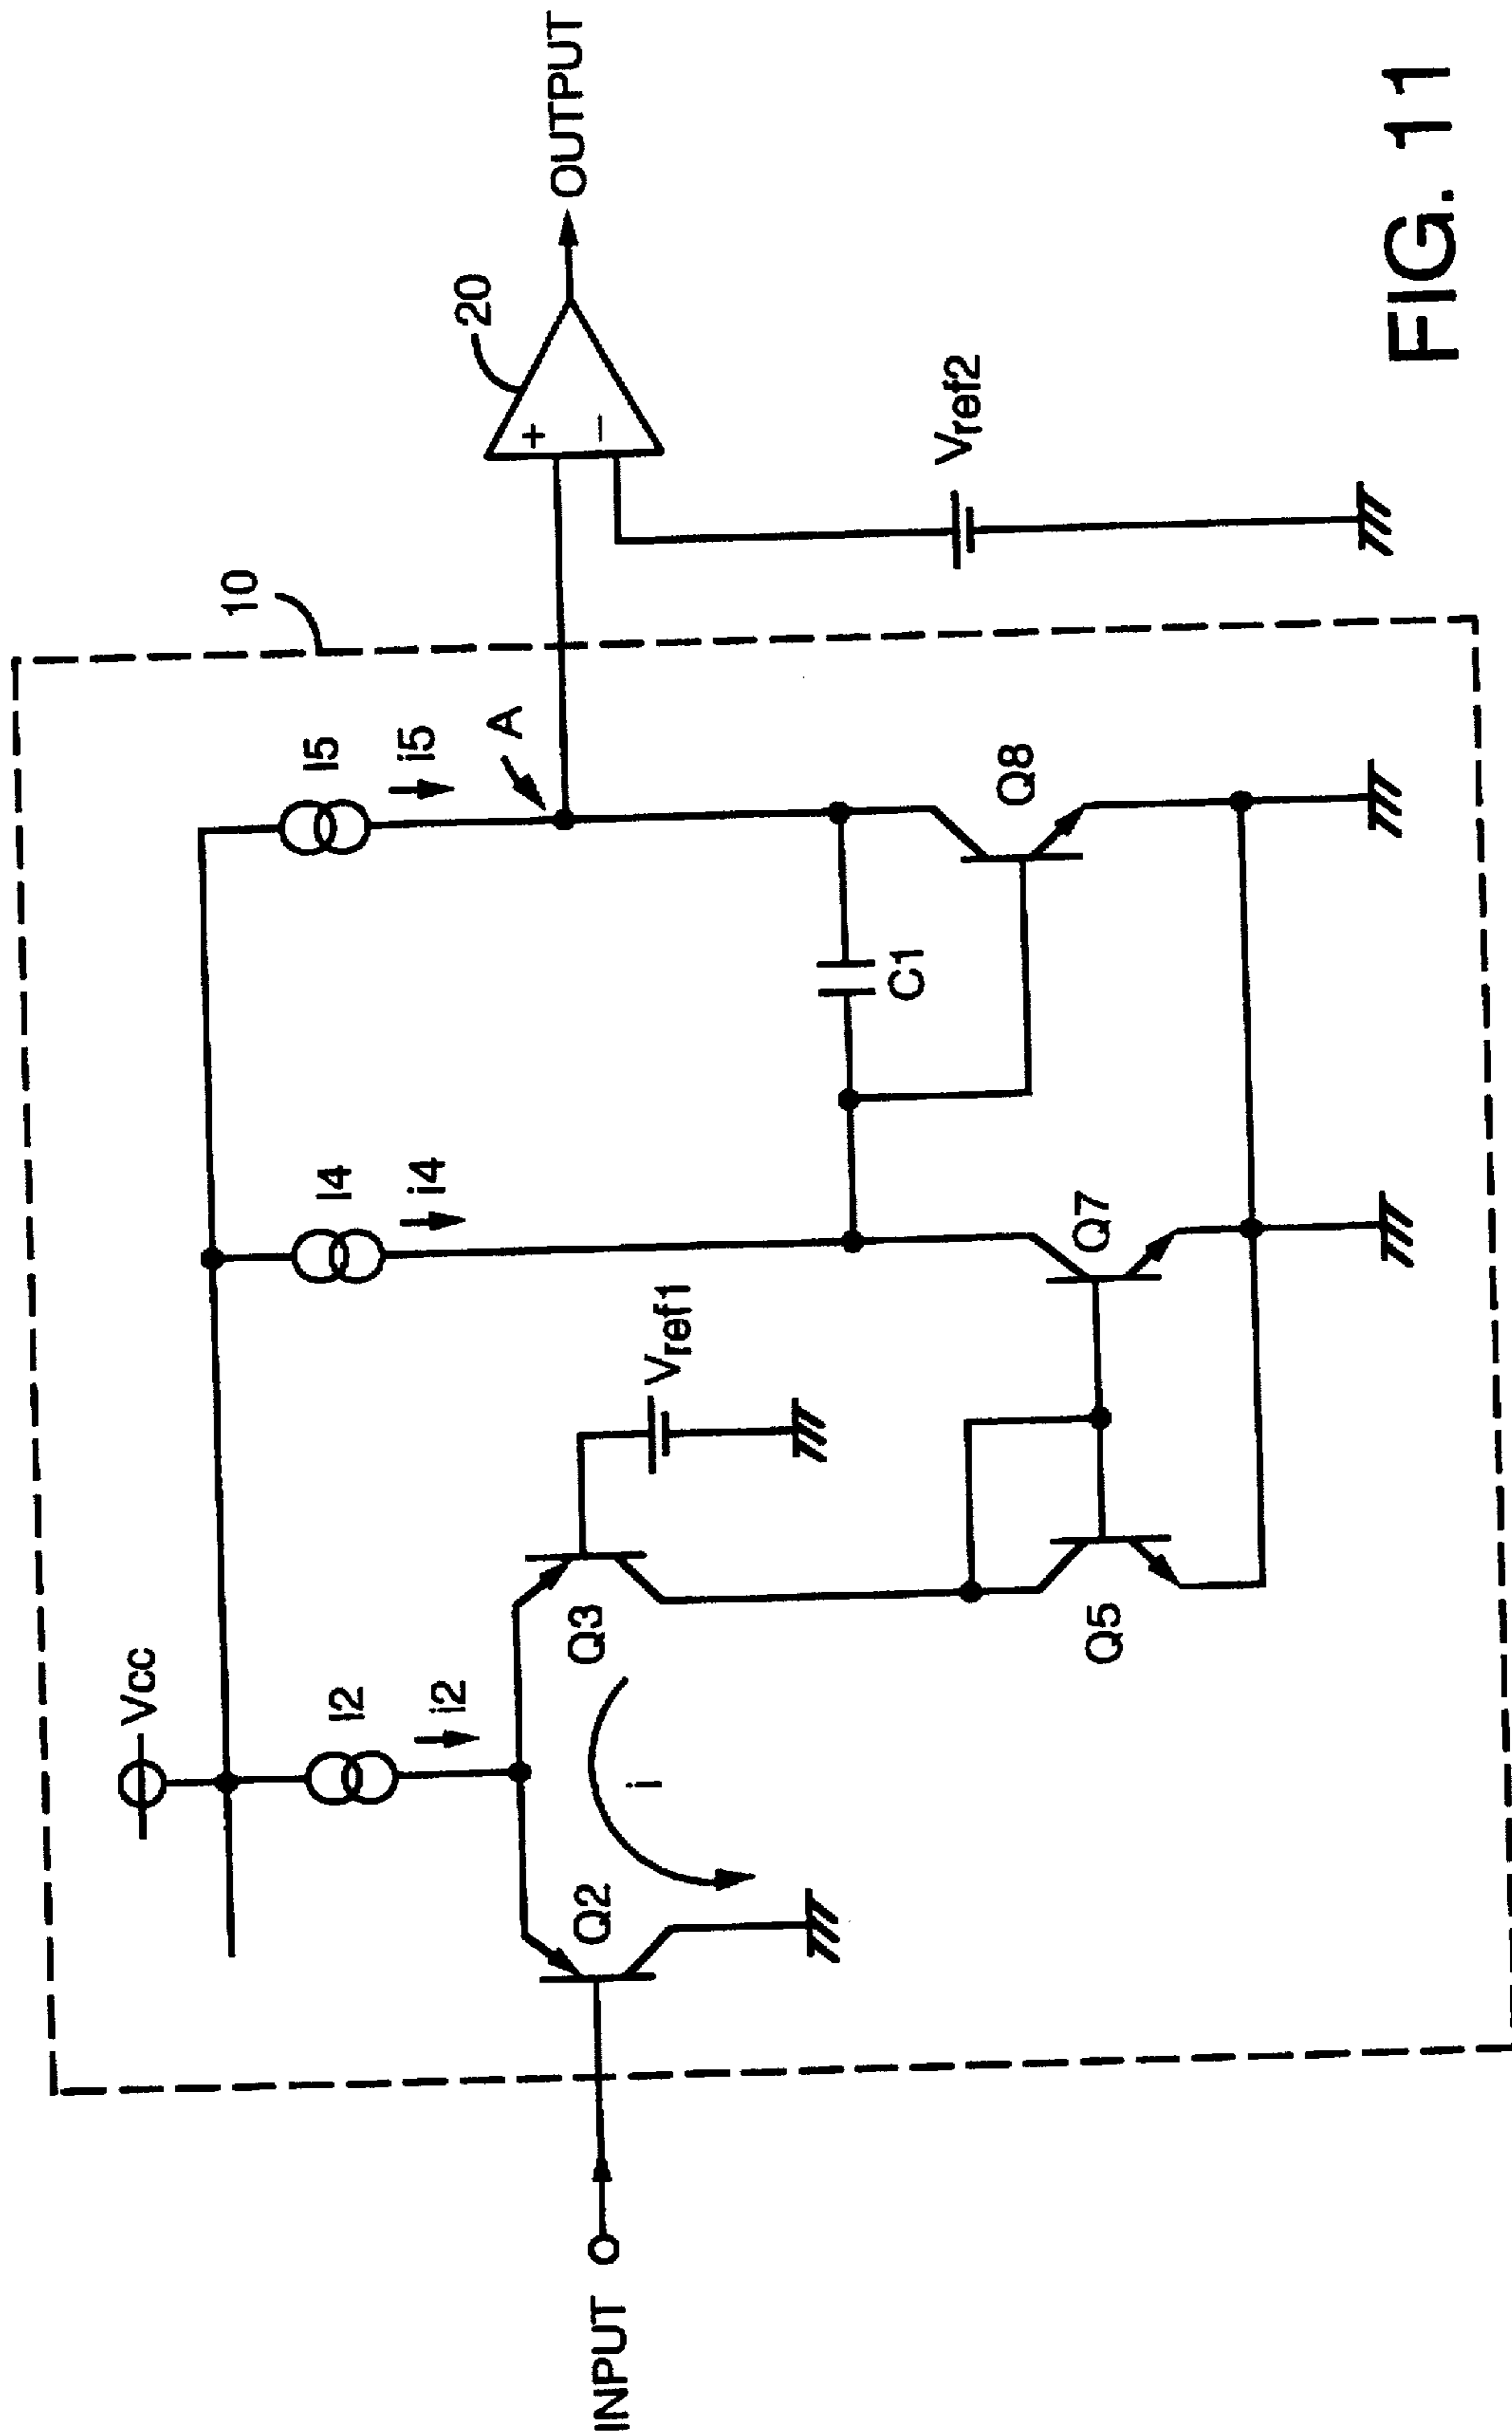 Vcc
I2
i2
I4
i4
I5
i5
10
A
20
+
−
OUTPUT
INPUT
Q2
Q3
i
Vref1
C1
Q5
Q7
Q8
Vref2
FIG. 11